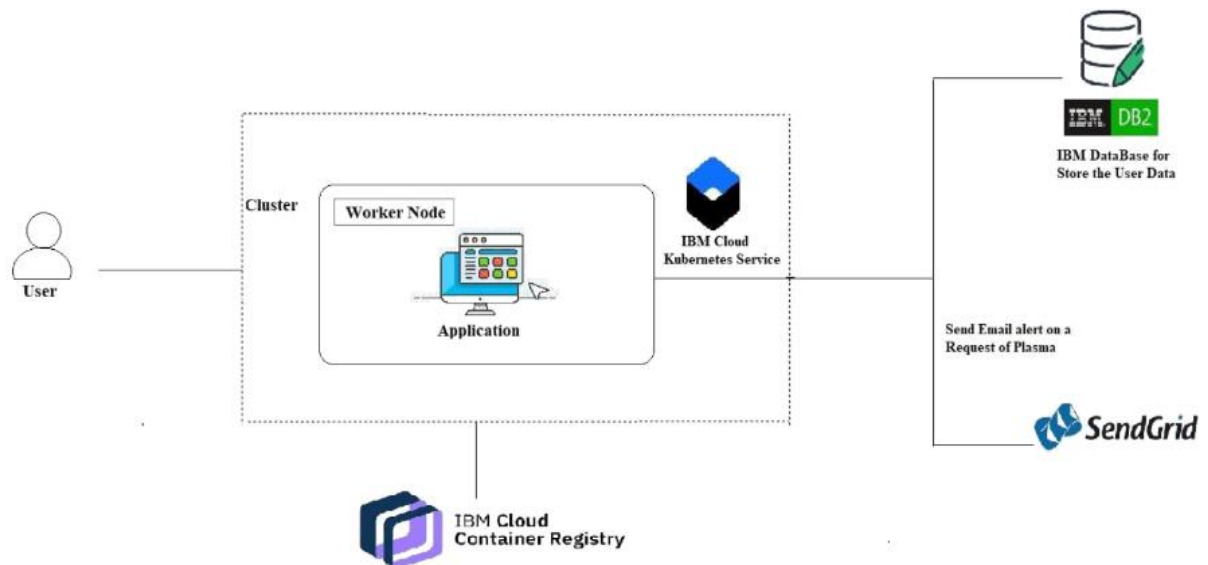 IBM DB2
IBM DataBase for
Store the User Data
Cluster
Worker Node
IBM Cloud
Kubernetes Service
User
Application
Send Email alert on a
Request of Plasma
SendGrid
IBM Cloud
Container Registry